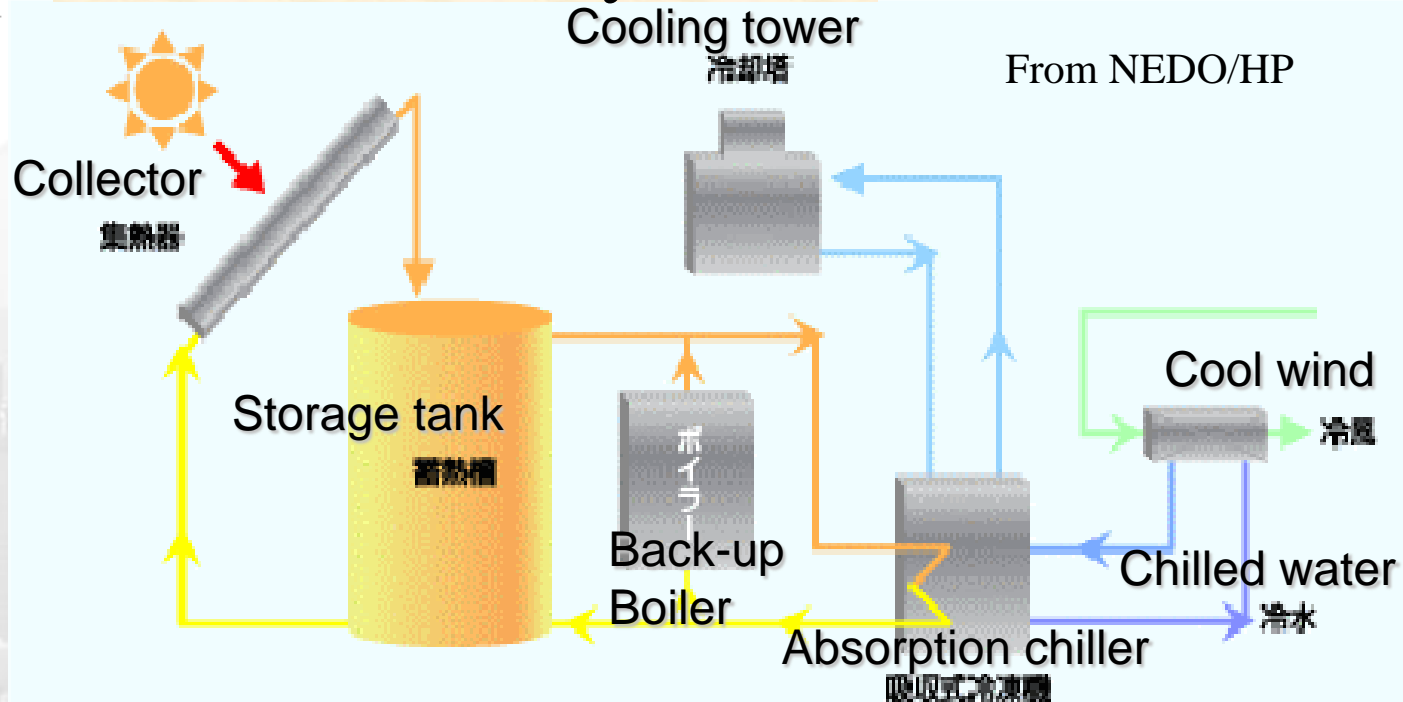 Cooling tower
冷却塔
From NEDO/HP
Collector
集熱器
Cool wind
冷風
Storage tank
蓄熱槽
ボイラー
Back-up
Boiler
Chilled water
冷水
Absorption chiller
吸収式冷凍機